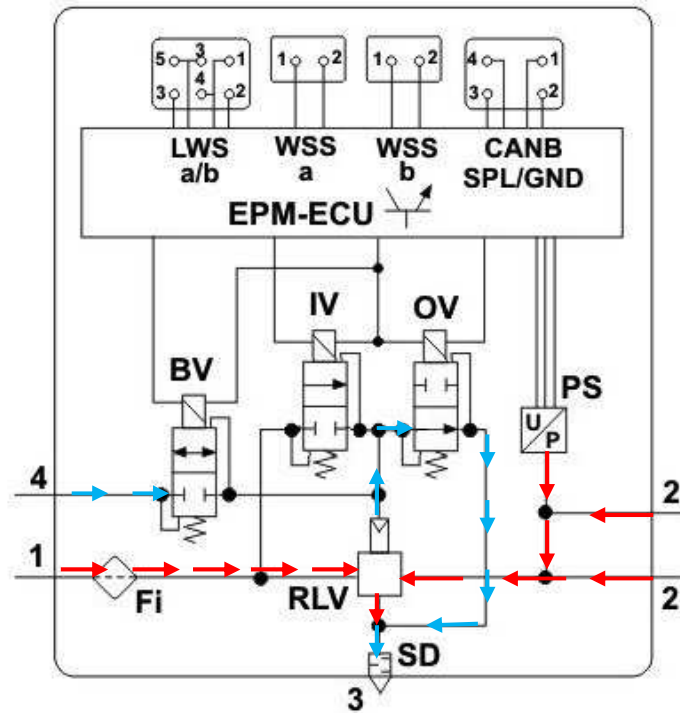 5 3 1
3 4 2
1 2
1 2
4 1
3 2
LWS
a/b
WSS
a
WSS
b
CANB
SPL/GND
EPM-ECU
IV
OV
BV
PS
U
P
4
2
1
2
Fi
RLV
SD
3